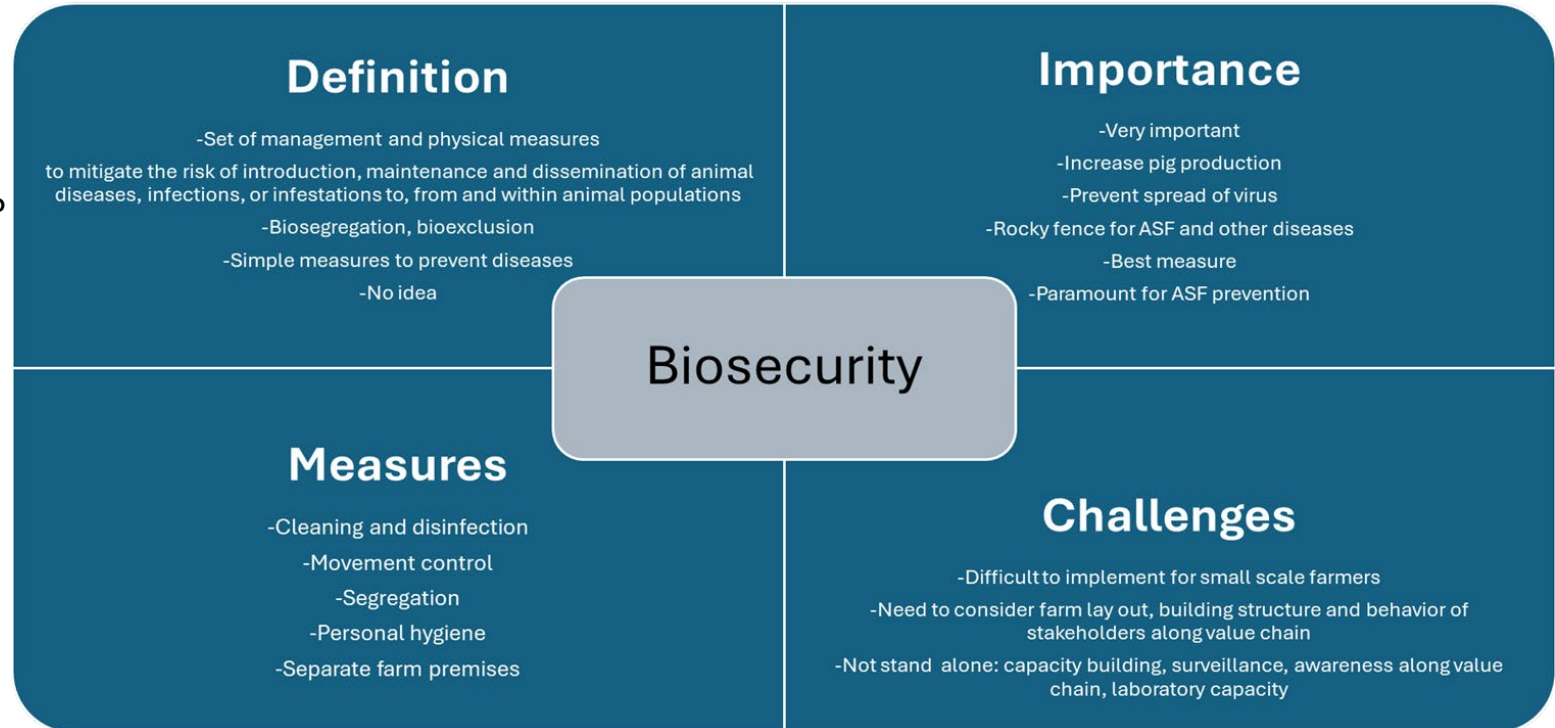 Definition
-Set of management and physical measures
to mitigate the risk of introduction, maintenance and dissemination of animal
diseases, infections, or infestations to, from and within animal populations
-Biosegregation, bioexclusion
-Simple measures to prevent diseases
-No idea
Importance
-Very important
-Increase pig production
-Prevent spread of virus
-Rocky fence for ASF and other diseases
-Best measure
-Paramount for ASF prevention
Biosecurity
Measures
-Cleaning and disinfection
-Movement control
-Segregation
-Personal hygiene
-Separate farm premises
Challenges
-Difficult to implement for small scale farmers
-Need to consider farm lay out, building structure and behavior of
stakeholders along value chain
-Not stand alone: capacity building, surveillance, awareness along value
chain, laboratory capacity